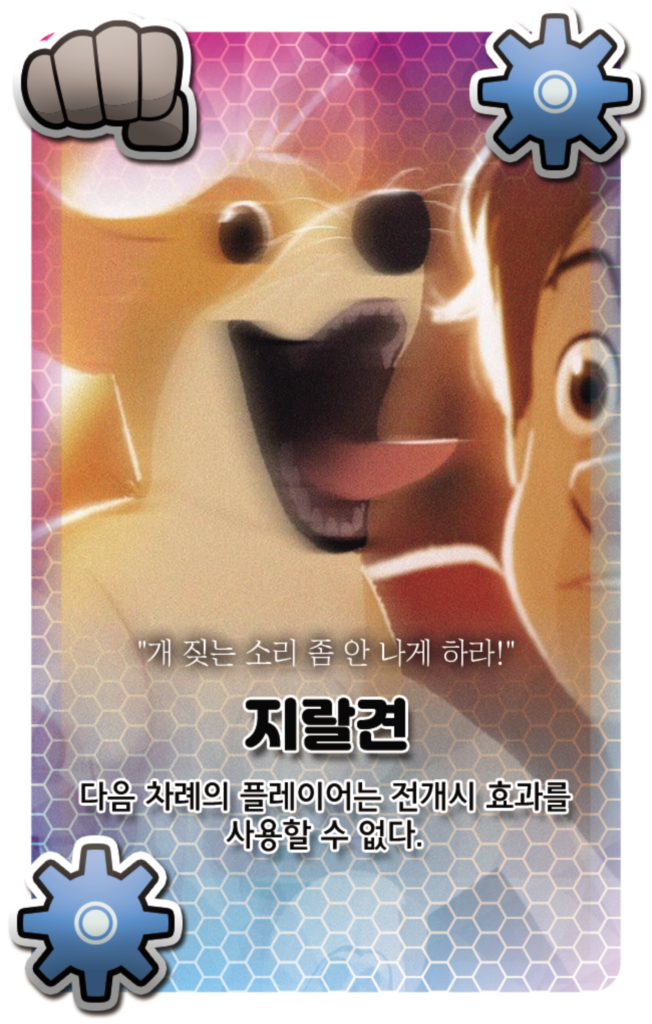 "개 짖는 소리 좀 안 나게 하라!"
지랄견
다음 차례의 플레이어는 전개시 효과를
사용할 수 없다.